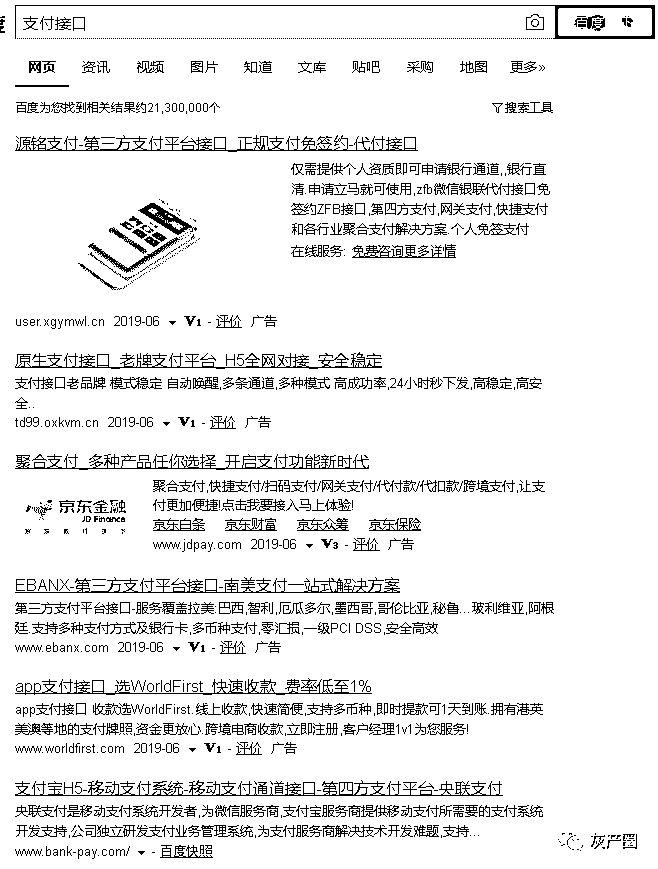 支付接口
百度
网页 资讯 视频 图片 知道 文库 贴吧 采购 地图 更多»
百度为您找到相关结果约21,300,000个
搜索工具
源铭支付-第三方支付平台接口_正规支付免签约-代付接口
仅需提供个人资质即可申请银行通道,,银行直
清.申请立马就可使用,zfb微信银联代付接口免
签约ZFB接口,第四方支付,网关支付,快捷支付
和各行业聚合支付解决方案.个人免签支付
在线服务: 免费咨询更多详情
user.xgymwl.cn 2019-06 V1 - 评价 广告
原生支付接口_老牌支付平台_H5全网对接_安全稳定
支付接口老品牌 模式稳定 自动唤醒,多条通道,多种模式 高成功率,24小时秒下发,高稳定,高安
全..
td99.oxkvm.cn 2019-06 V1 - 评价 广告
聚合支付_多种产品任你选择_开启支付功能新时代
京东金融
JD Finance
聚合支付,快捷支付/扫码支付/网关支付/代付款/代扣款/跨境支付,让支
付更加便捷!点击我要接入马上体验!
京东白条 京东财富 京东众筹 京东保险
www.jdpay.com 2019-06 V3 - 评价 广告
EBANX-第三方支付平台接口-南美支付一站式解决方案
第三方支付平台接口-服务覆盖拉美:巴西,智利,厄瓜多尔,墨西哥,哥伦比亚,秘鲁...玻利维亚,阿根
廷.支持多种支付方式及银行卡,多币种支付,零汇损,一级PCI DSS,安全高效
www.ebanx.com 2019-06 V1 - 评价 广告
app支付接口_选WorldFirst_快速收款_费率低至1%
app支付接口 收款选WorldFirst.线上收款,快速简便,支持多币种,即时提款可1天到账.拥有港英
美澳等地的支付牌照,资金更放心.跨境电商收款,立即注册,客户经理1v1为您服务!
www.worldfirst.com 2019-06 V1 - 评价 广告
支付宝H5-移动支付系统-移动支付通道接口-第四方支付平台-央联支付
央联支付是移动支付系统开发者,为微信服务商,支付宝服务商提供移动支付所需要的支付系统
开发支持,公司独立研发支付业务管理系统,为支付服务商解决技术开发难题,支持...
www.bank-pay.com/ - 百度快照
灰产圈